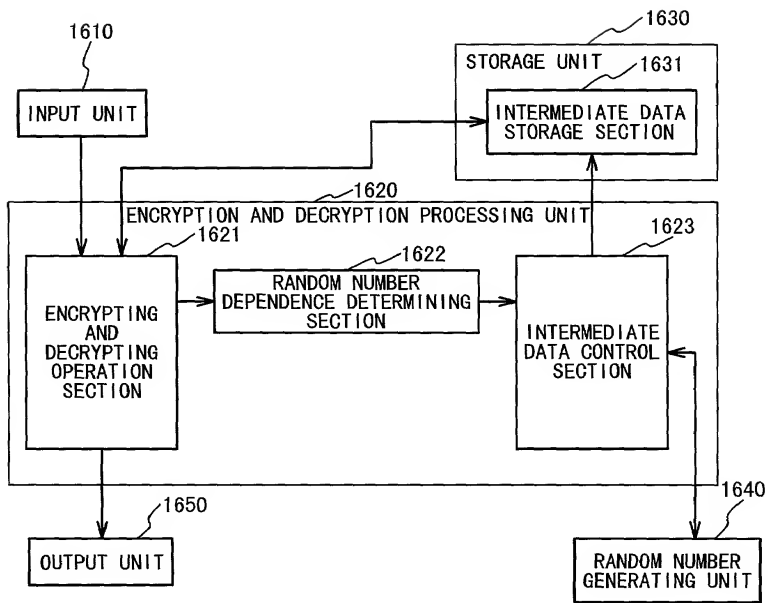 1610
INPUT UNIT
1630
STORAGE UNIT
1631
INTERMEDIATE DATA
STORAGE SECTION
1620
ENCRYPTION AND DECRYPTION PROCESSING UNIT
1621
ENCRYPTING
AND
DECRYPTING
OPERATION
SECTION
1622
RANDOM NUMBER
DEPENDENCE DETERMINING
SECTION
1623
INTERMEDIATE
DATA CONTROL
SECTION
1650
OUTPUT UNIT
1640
RANDOM NUMBER
GENERATING UNIT